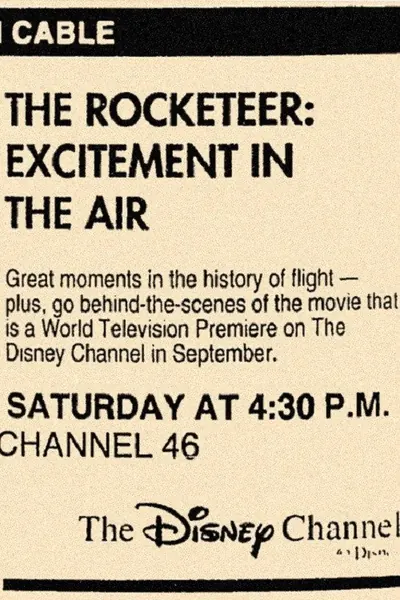 CABLE
THE ROCKETEER:
EXCITEMENT IN
THE AIR
Great moments in the history of flight —
plus, go behind-the-scenes of the movie that
is a World Television Premiere on The
Disney Channel in September.
SATURDAY AT 4:30 P.M.
CHANNEL 46
The Disney Channel